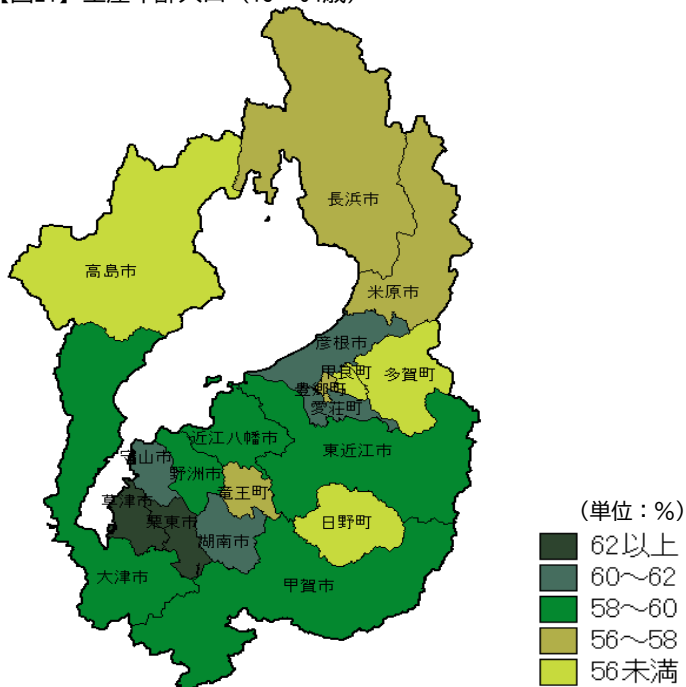 長浜市
高島市
米原市
彦根市
甲良町
多賀町
豊郷町
愛荘町
近江八幡市
東近江市
守山市
野洲市
竜王町
草津市
栗東市
日野町
湖南市
大津市
甲賀市
(単位:%)
62以上
60~62
58~60
56~58
56未満